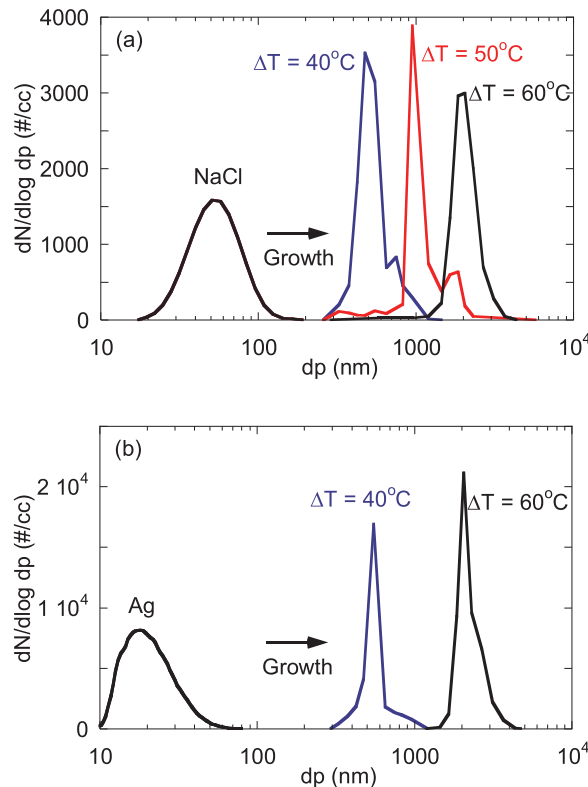 (a)
4000
3000
2000
1000
0
dN/dlog dp (#/cc)
ΔT = 40°C
ΔT = 50°C
ΔT = 60°C
NaCl
Growth
10
100
1000
10⁴
dp (nm)
(b)
2 10⁴
1 10⁴
0
dN/dlog dp (#/cc)
ΔT = 40°C
ΔT = 60°C
Ag
Growth
10
100
1000
10⁴
dp (nm)